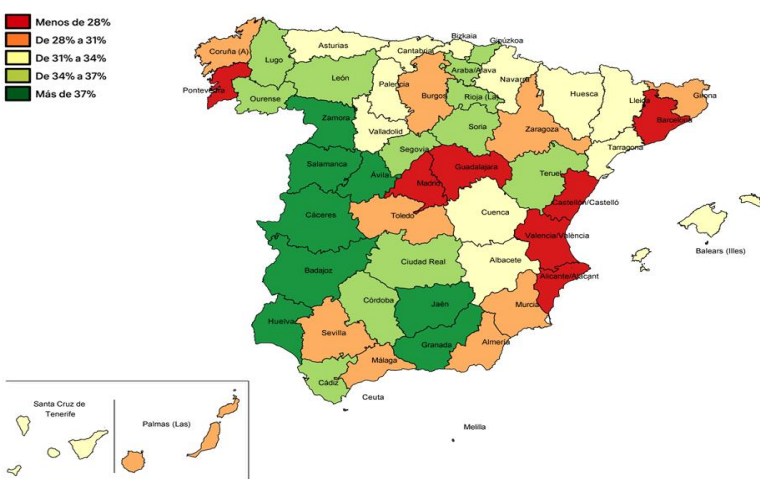 Menos de 28%
De 28% a 31%
De 31% a 34%
De 34% a 37%
Más de 37%
Coruña (A)
Lugo
Asturias
Cantabria
Bizkaia
Gipúzkoa
Pontevedra
Ourense
León
Palencia
Burgos
Araba/Álava
Navarra
Rioja (La)
Huesca
Lleida
Girona
Barcelona
Zamora
Valladolid
Soria
Zaragoza
Tarragona
Salamanca
Ávila
Segovia
Madrid
Guadalajara
Teruel
Castellón/Castelló
Cáceres
Toledo
Cuenca
Valencia/València
Balears (Illes)
Badajoz
Ciudad Real
Albacete
Alicante/Alacant
Huelva
Sevilla
Córdoba
Jaén
Murcia
Granada
Almería
Málaga
Cádiz
Ceuta
Melilla
Santa Cruz de
Tenerife
Palmas (Las)